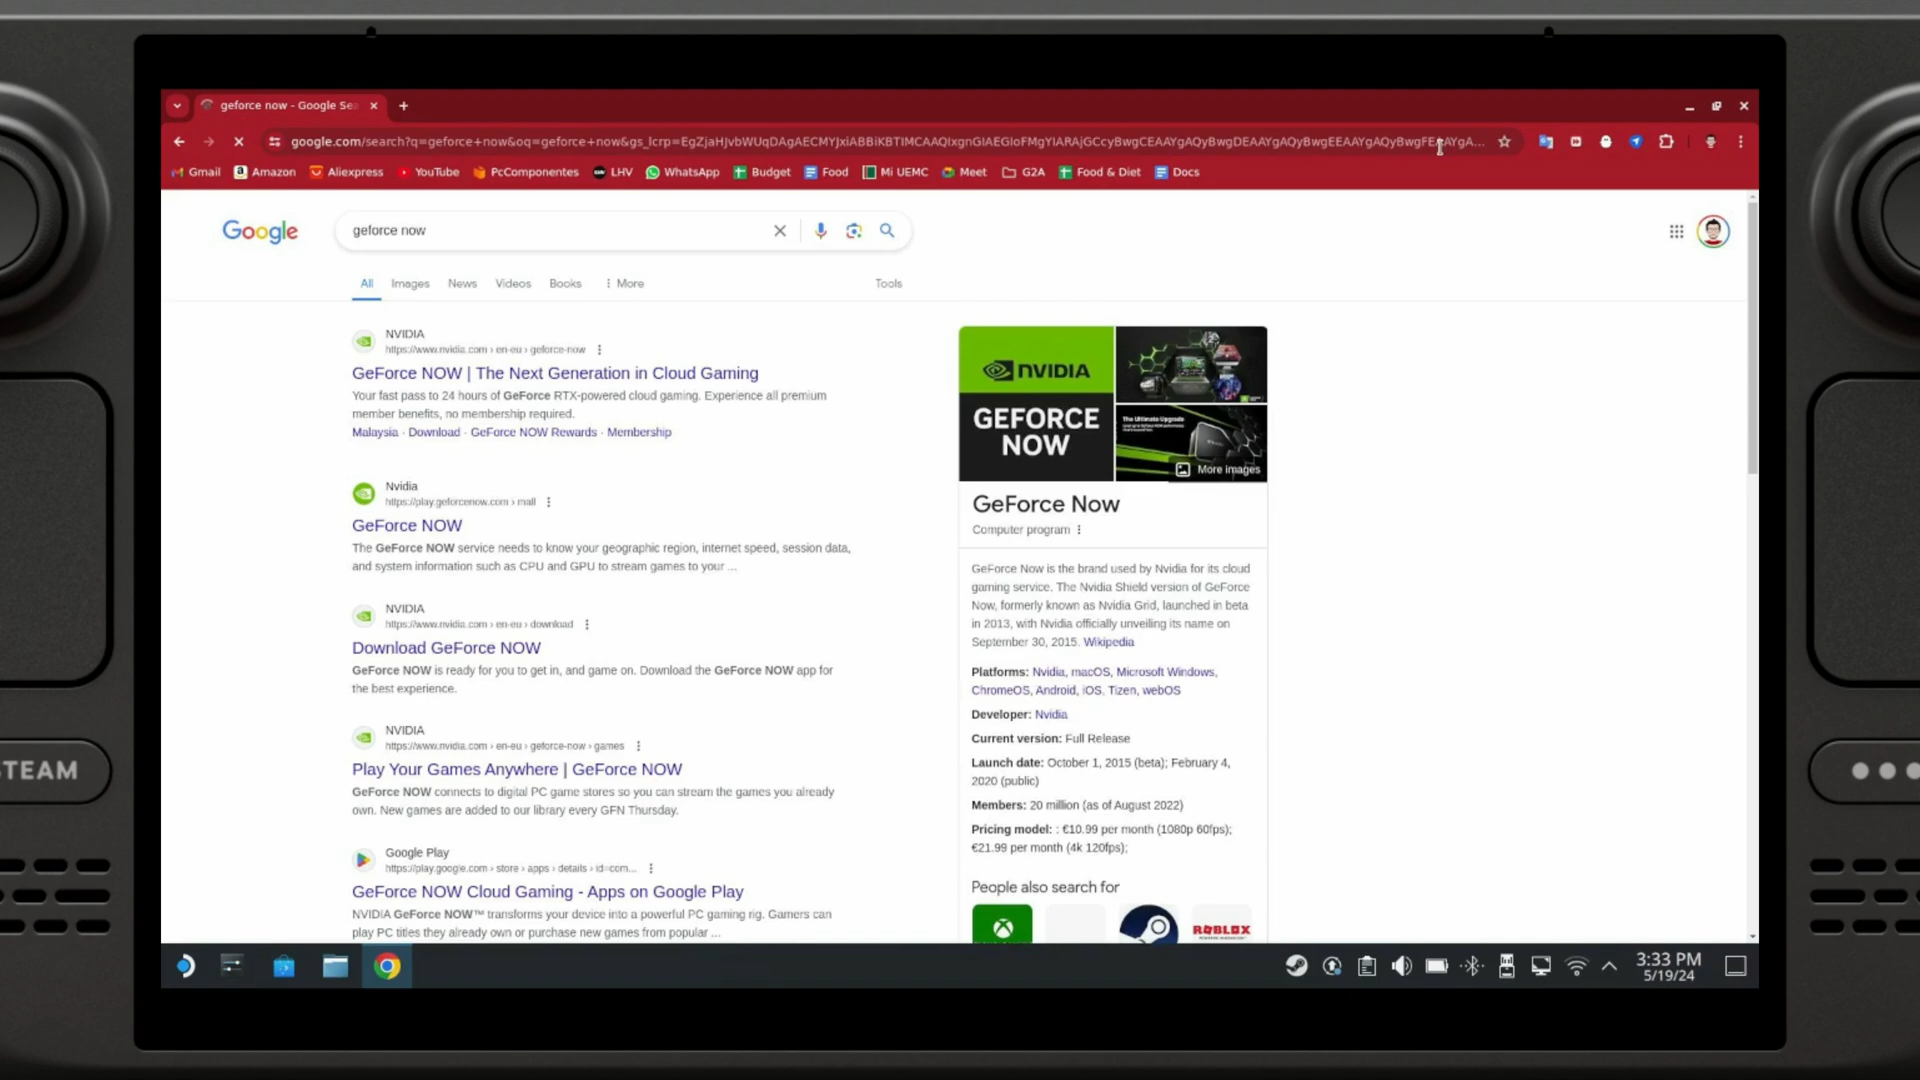 geforce now - Google Sea
google.com/search?q=geforce+now&oq=geforce+now&gs_lcrp=
Gmail Amazon Aliexpress YouTube PcComponentes LHV WhatsApp Budget Food Mi UEMC Meet G2A Food & Diet Docs
Google geforce now
All Images News Videos Books More Tools
NVIDIA
https://www.nvidia.com › en-eu › geforce-now
GeForce NOW | The Next Generation in Cloud Gaming
Your fast pass to 24 hours of GeForce RTX-powered cloud gaming. Experience all premium
member benefits, no membership required.
Malaysia · Download · GeForce NOW Rewards · Membership
Nvidia
https://play.geforcenow.com › mall
GeForce NOW
The GeForce NOW service needs to know your geographic region, internet speed, session data,
and system information such as CPU and GPU to stream games to your ...
NVIDIA
https://www.nvidia.com › en-eu › download
Download GeForce NOW
GeForce NOW is ready for you to get in, and game on. Download the GeForce NOW app for
the best experience.
NVIDIA
https://www.nvidia.com › en-eu › geforce-now › games
Play Your Games Anywhere | GeForce NOW
GeForce NOW connects to digital PC game stores so you can stream the games you already
own. New games are added to our library every GFN Thursday.
Google Play
https://play.google.com › store › apps › details › id=com...
GeForce NOW Cloud Gaming - Apps on Google Play
NVIDIA GeForce NOW™ transforms your device into a powerful PC gaming rig. Gamers can
play PC titles they already own or purchase new games from popular ...
NVIDIA
GEFORCE
NOW
The Ultimate Upgrade
More images
GeForce Now
Computer program
GeForce Now is the brand used by Nvidia for its cloud
gaming service. The Nvidia Shield version of GeForce
Now, formerly known as Nvidia Grid, launched in beta
in 2013, with Nvidia officially unveiling its name on
September 30, 2015. Wikipedia
Platforms: Nvidia, macOS, Microsoft Windows,
ChromeOS, Android, iOS, Tizen, webOS
Developer: Nvidia
Current version: Full Release
Launch date: October 1, 2015 (beta); February 4,
2020 (public)
Members: 20 million (as of August 2022)
Pricing model: : €10.99 per month (1080p 60fps);
€21.99 per month (4k 120fps);
People also search for
ROBLOX
STEAM
3:33 PM
5/19/24